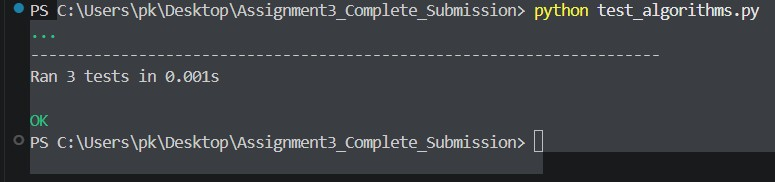 PS C:\Users\pk\Desktop\Assignment3_Complete_Submission> python test_algorithms.py
...
----------------------------------------------------------------------
Ran 3 tests in 0.001s
OK
PS C:\Users\pk\Desktop\Assignment3_Complete_Submission>